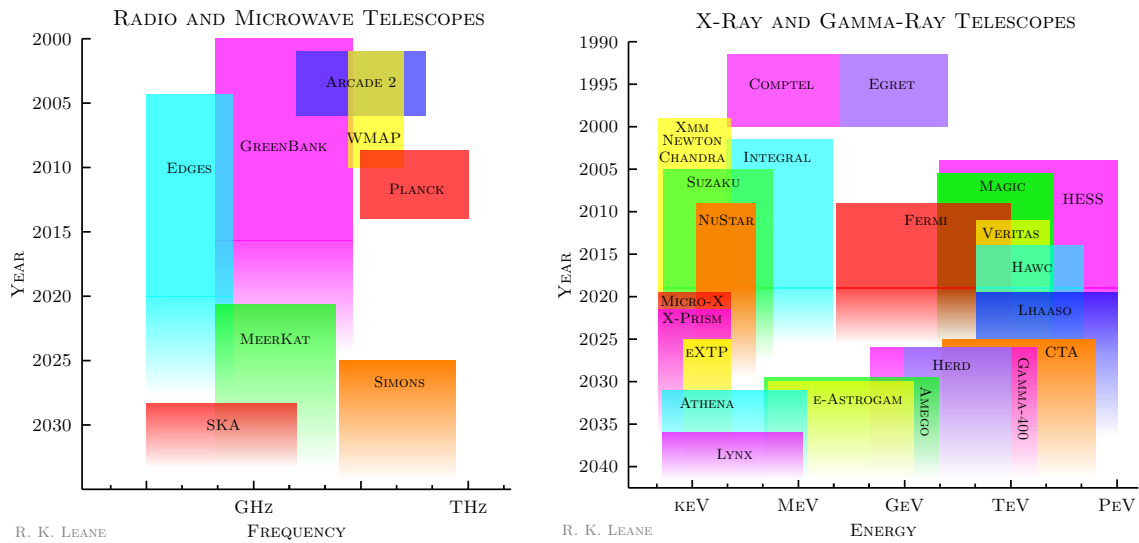 Radio and Microwave Telescopes
2000
2005
2010
2015
2020
2025
2030
Year
Arcade 2
WMAP
GreenBank
Edges
Planck
MeerKat
Simons
SKA
GHz
THz
Frequency
R. K. Leane
X-Ray and Gamma-Ray Telescopes
1990
1995
2000
2005
2010
2015
2020
2025
2030
2035
2040
Year
Comptel
Egret
Xmm
Newton
Chandra
Integral
Suzaku
Magic
HESS
NuStar
Fermi
Veritas
Hawc
Micro-X
X-Prism
Lhaaso
eXTP
CTA
Herd
Gamma-400
Athena
e-Astrogam
Amego
Lynx
keV
MeV
GeV
TeV
PeV
Energy
R. K. Leane